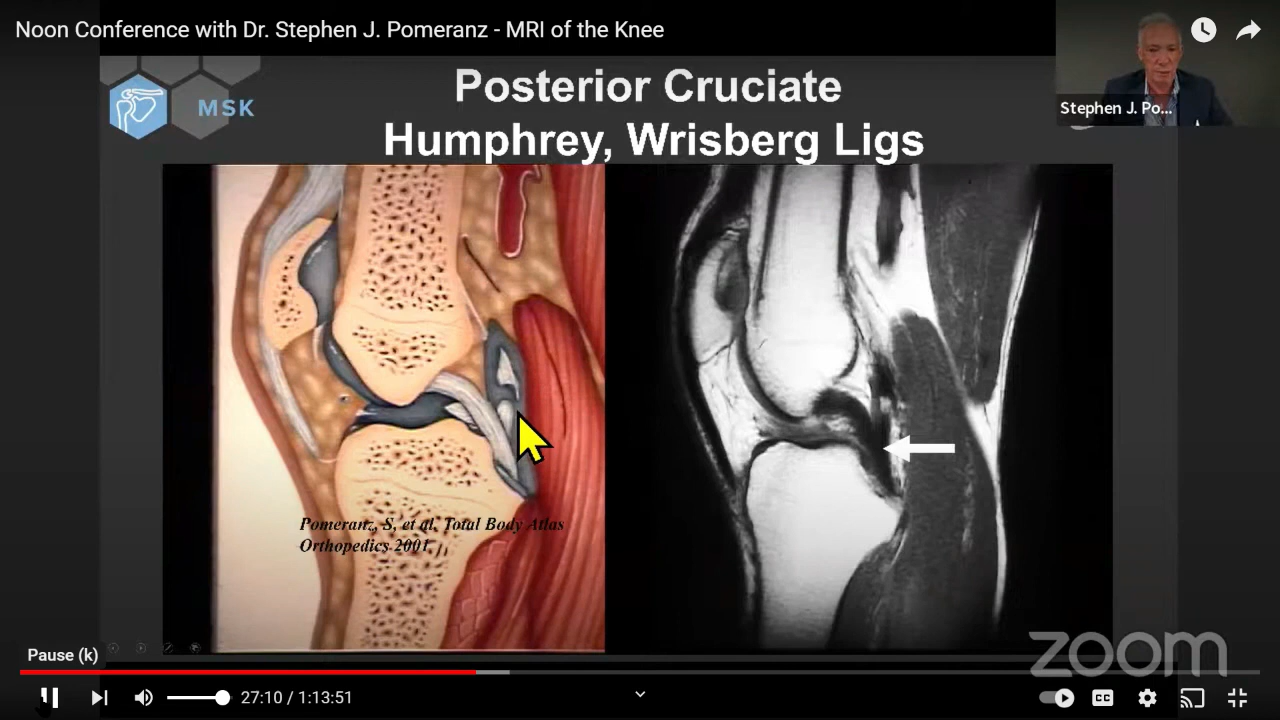 Noon Conference with Dr. Stephen J. Pomeranz - MRI of the Knee
MSK
Posterior Cruciate
Humphrey, Wrisberg Ligs
Stephen J. Po...
Pomeranz, S, et al, Total Body Atlas
Orthopedics 2001
zoom
Pause (k)
27:10 / 1:13:51
CC